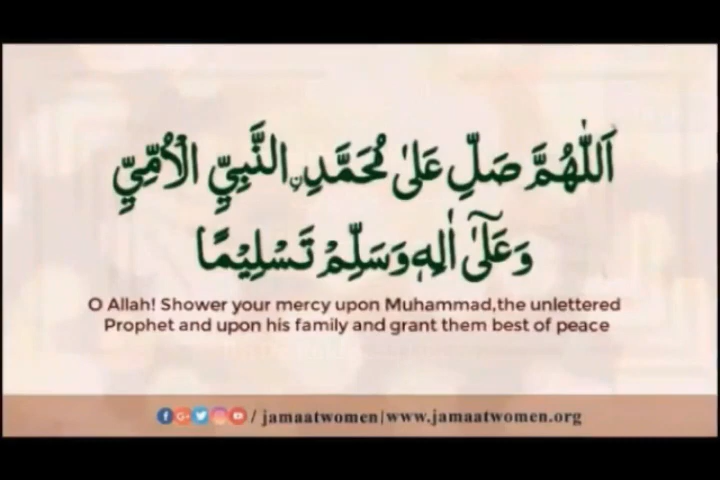 اَللّٰهُمَّ صَلِّ عَلٰى مُحَمَّدِ ࣙالنَّبِيِّ الْاُمِّيِّ
وَعَلٰٓى اٰلِهٖ وَسَلِّمْ تَسْلِيْمًا
O Allah! Shower your mercy upon Muhammad,the unlettered
Prophet and upon his family and grant them best of peace
/ jamaatwomen|www.jamaatwomen.org